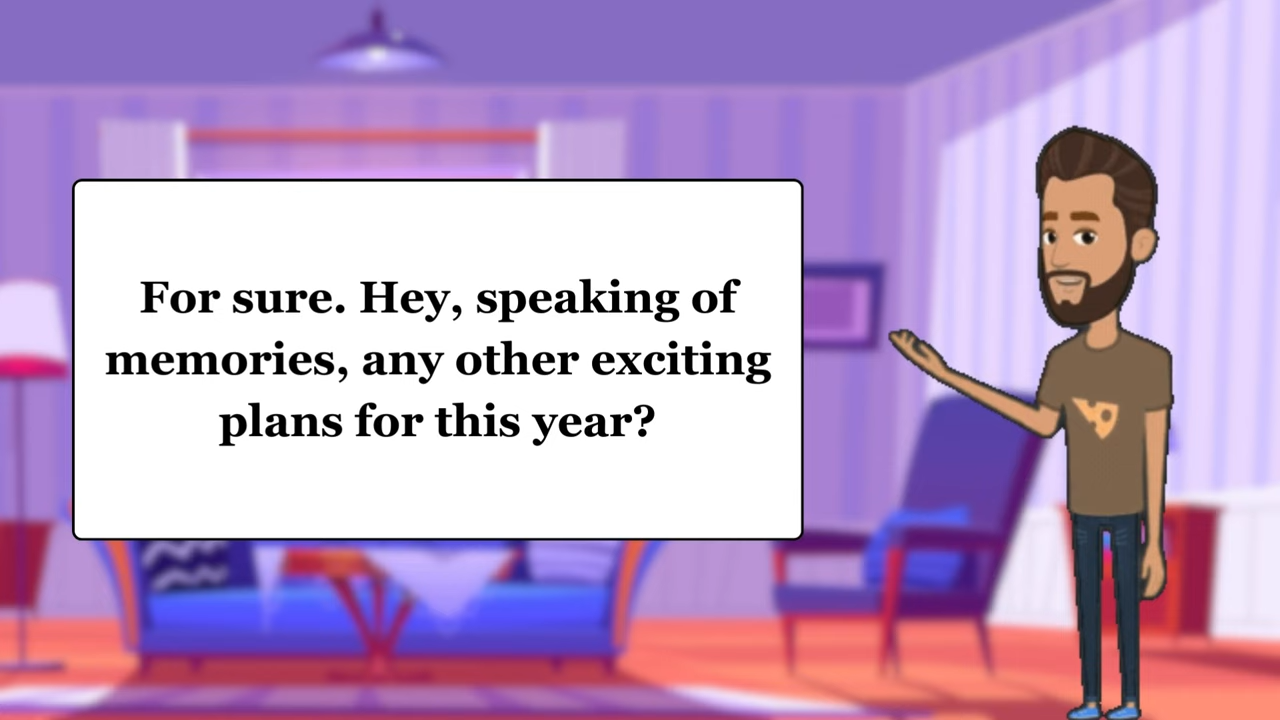 For sure. Hey, speaking of
memories, any other exciting
plans for this year?